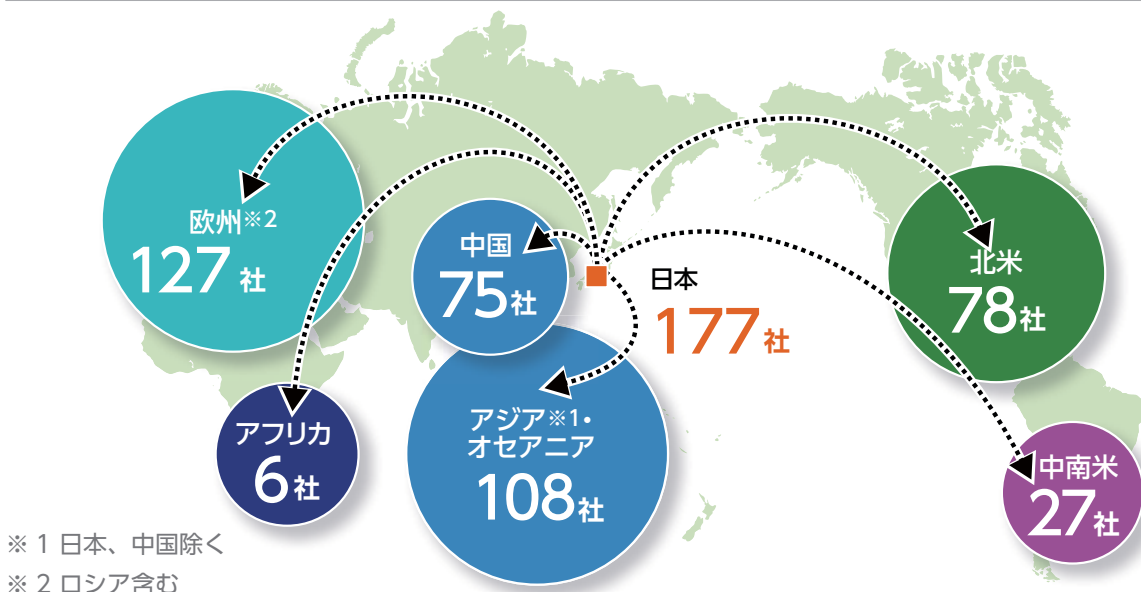 欧州※2
127社
中国
75社
日本
177社
北米
78社
アフリカ
6社
アジア※1・
オセアニア
108社
中南米
27社
※1 日本、中国除く
※2 ロシア含む